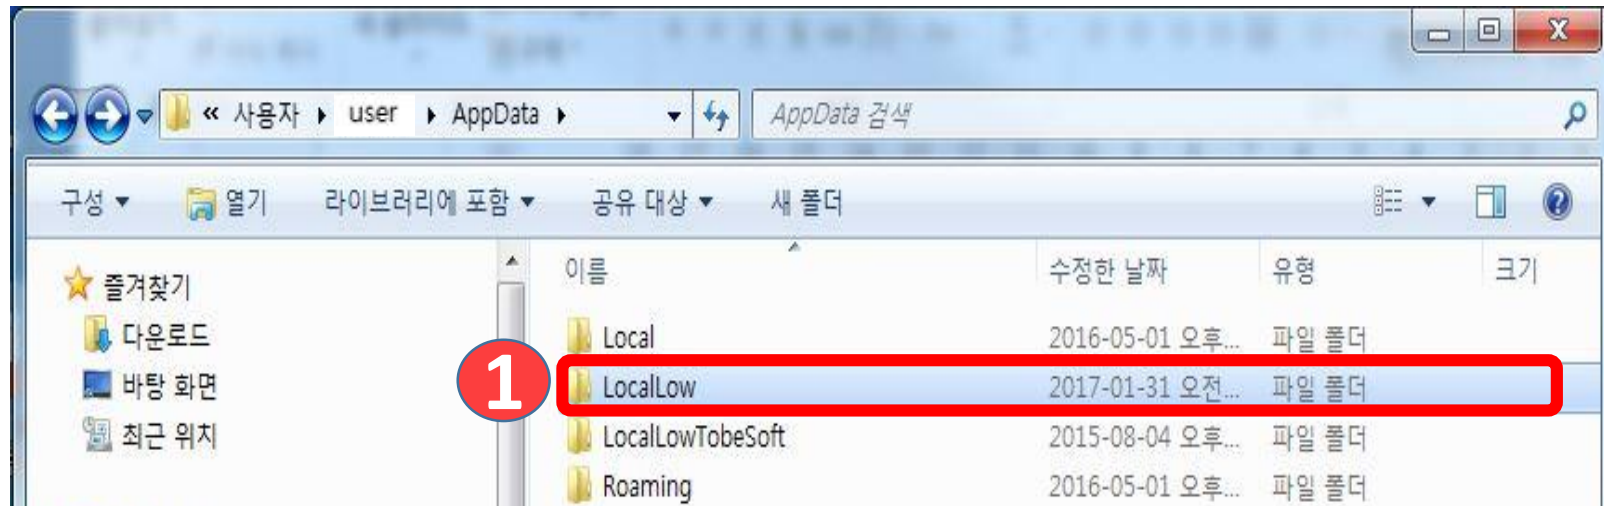 « 사용자 ▸ user ▸ AppData ▸
AppData 검색
구성 ▼ 열기 라이브러리에 포함 ▼ 공유 대상 ▼ 새 폴더
즐겨찾기
다운로드
바탕 화면
최근 위치
이름 수정한 날짜 유형 크기
Local 2016-05-01 오후... 파일 폴더
1 LocalLow 2017-01-31 오전... 파일 폴더
LocalLowTobeSoft 2015-08-04 오후... 파일 폴더
Roaming 2016-05-01 오후... 파일 폴더